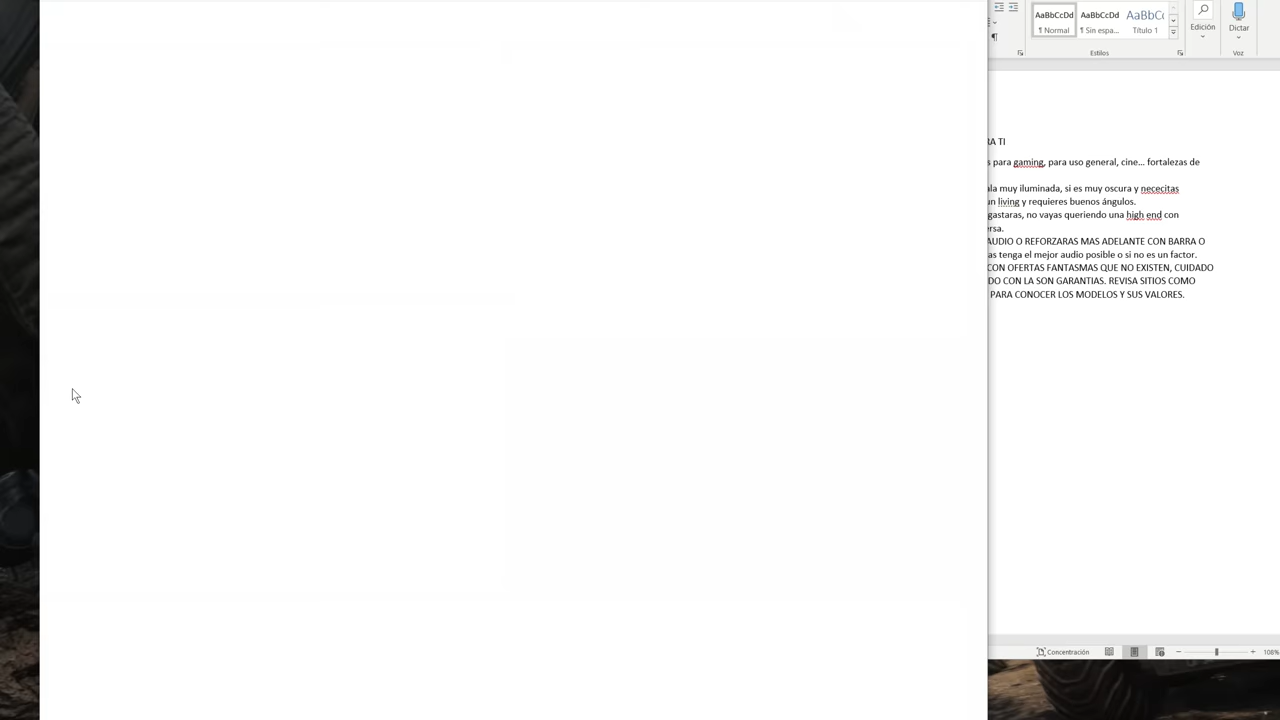 AaBbCcDd AaBbCcDd AaBbC
¶ Normal ¶ Sin espa... Título 1
Edición
Dictar
Estilos
Voz
RA TI
s para gaming, para uso general, cine... fortalezas de
ala muy iluminada, si es muy oscura y nececitas
un living y requieres buenos ángulos.
gastaras, no vayas queriendo una high end con
ersa.
AUDIO O REFORZARAS MAS ADELANTE CON BARRA O
as tenga el mejor audio posible o si no es un factor.
CON OFERTAS FANTASMAS QUE NO EXISTEN, CUIDADO
DO CON LA SON GARANTIAS. REVISA SITIOS COMO
PARA CONOCER LOS MODELOS Y SUS VALORES.
Concentración
108%